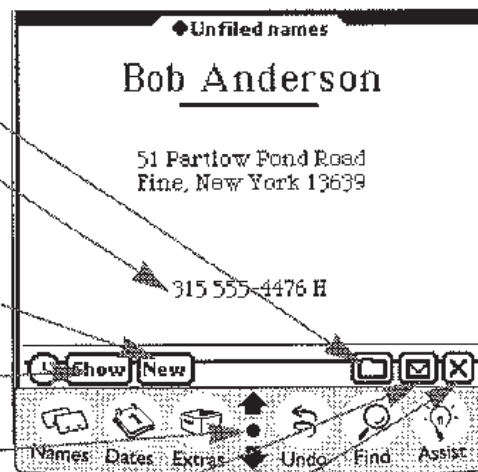 Unfiled names
Bob Anderson
51 Partlow Pond Road
Fine, New York 13639
315 555-4476 H
Show New
Names Dates Extras Undo Find Assist